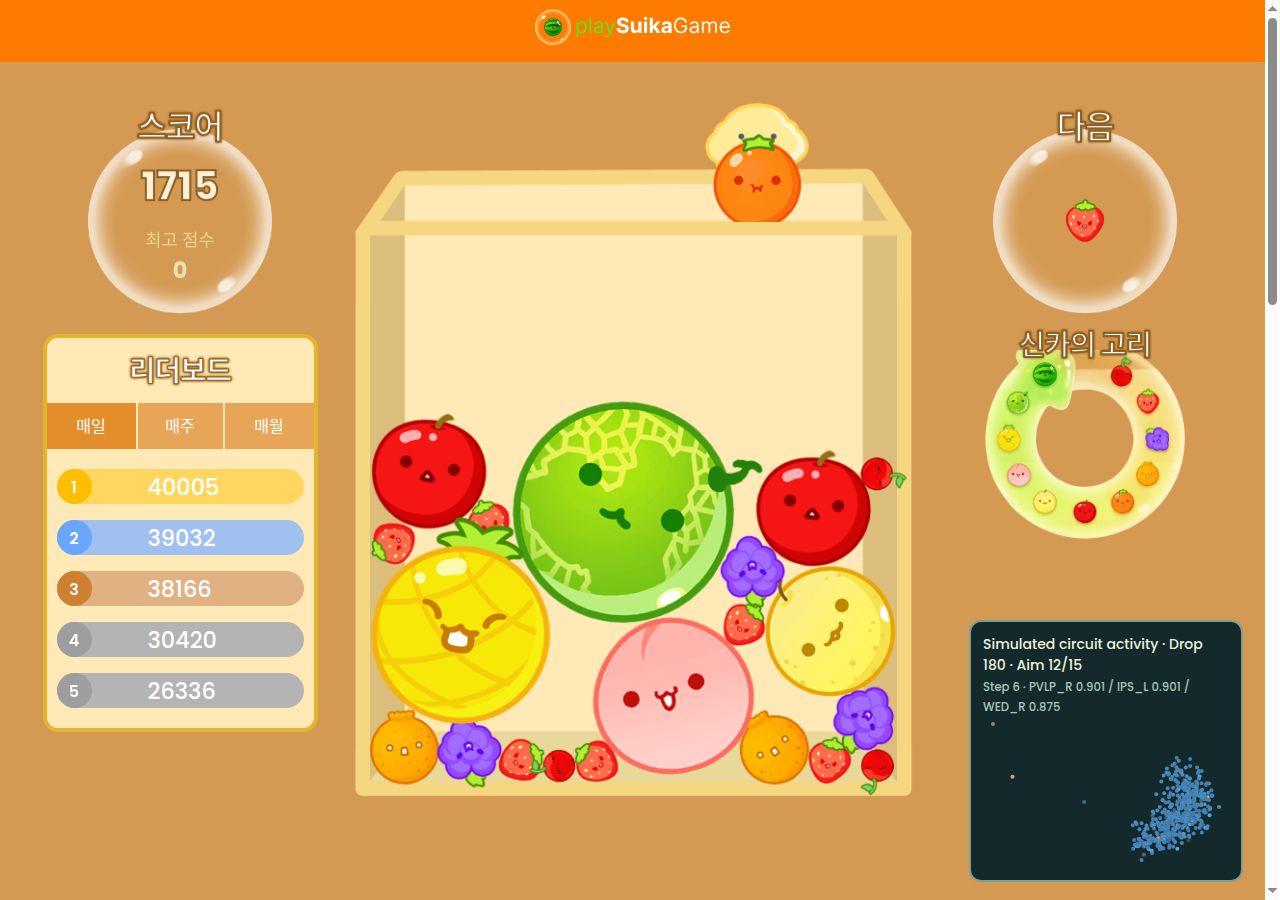 playSuikaGame
스코어
1715
최고 점수
0
리더보드
매일 매주 매월
1 40005
2 39032
3 38166
4 30420
5 26336
다음
신카의 고리
Simulated circuit activity · Drop
180 · Aim 12/15
Step 6 · PVLP_R 0.901 / IPS_L 0.901 /
WED_R 0.875